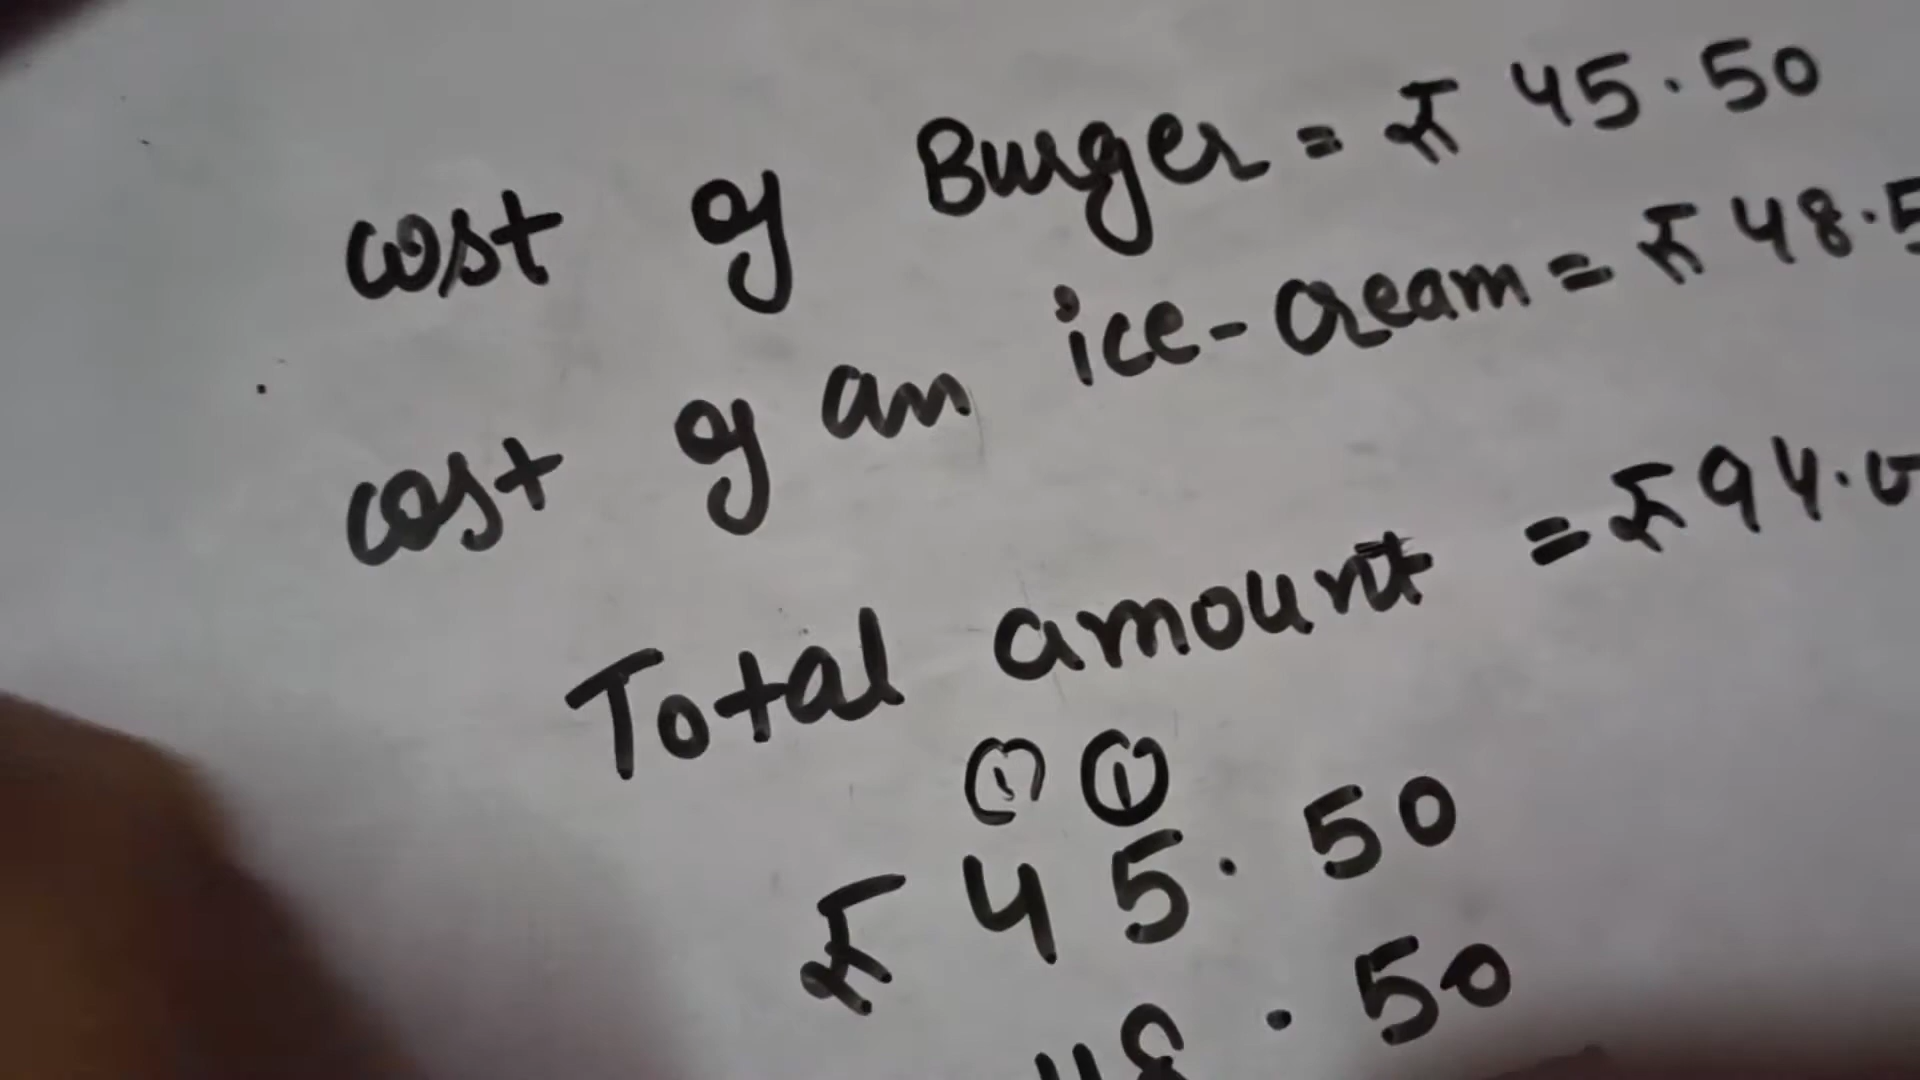 cost of Burger = ₹ 45.50
cost of an ice-cream = ₹ 48.5
Total amount = ₹ 94.0
① ①
₹ 45.50
48.50